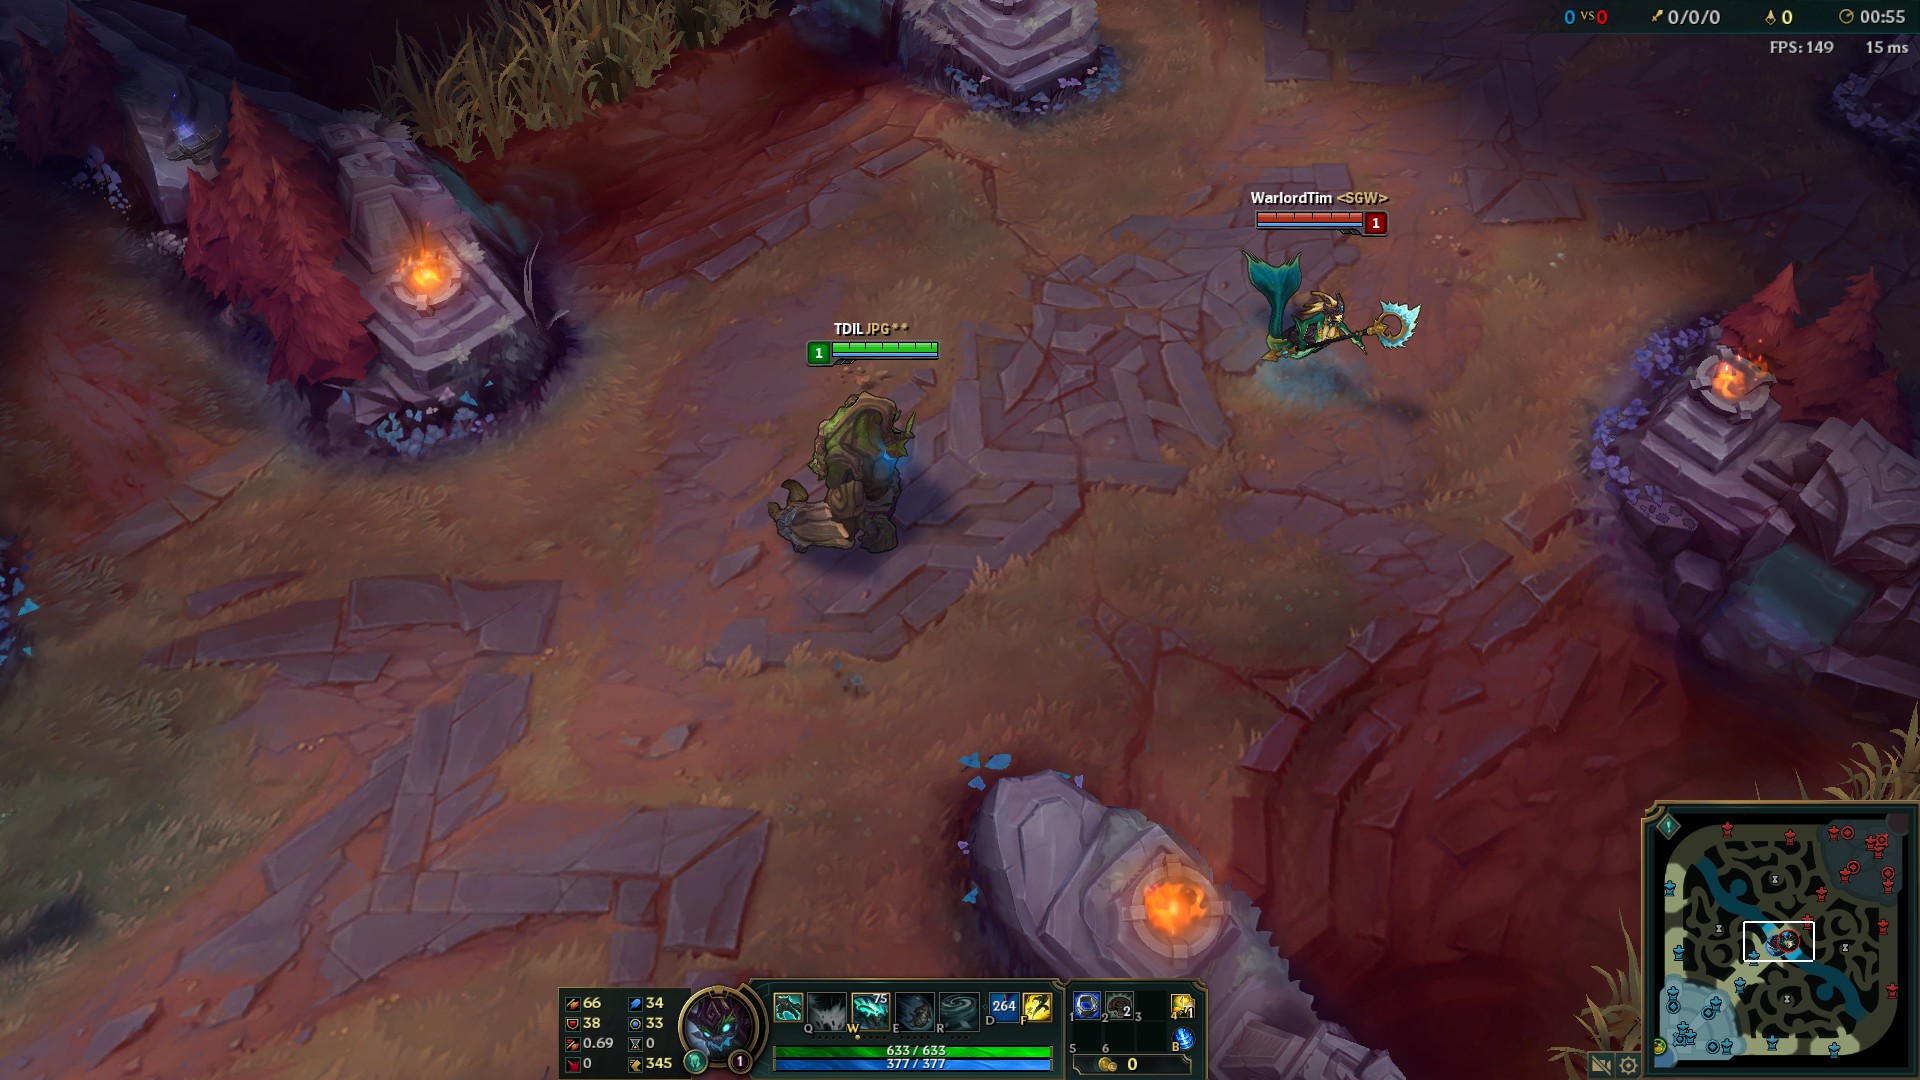 0 VS 0 0/0/0 0 00:55
FPS: 149 15 ms
WarlordTim <SGW>
1
TDIL JPG**
1
66 34
38 33
0.69 0
0 345
1
75
Q W E R
264
D F
1 2 2 3 4 1
B
5 6
633 / 633
377 / 377
0